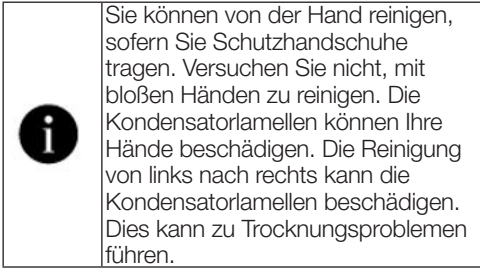 Sie können von der Hand reinigen,
sofern Sie Schutzhandschuhe
tragen. Versuchen Sie nicht, mit
bloßen Händen zu reinigen. Die
Kondensatorlamellen können Ihre
Hände beschädigen. Die Reinigung
von links nach rechts kann die
Kondensatorlamellen beschädigen.
Dies kann zu Trocknungsproblemen
führen.